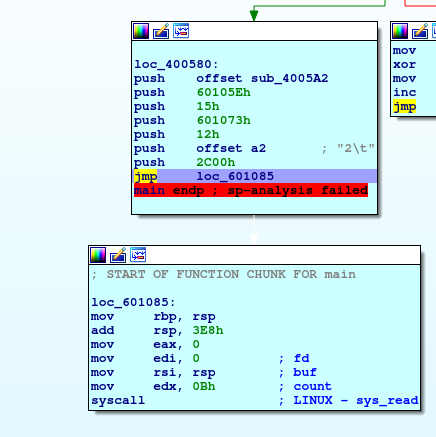 loc_400580:
push offset sub_4005A2
push 60105Eh
push 15h
push 601073h
push 12h
push offset a2 ; "2\t"
push 2C00h
jmp loc_601085
main endp ; sp-analysis failed
mov
xor
mov
inc
jmp
; START OF FUNCTION CHUNK FOR main
loc_601085:
mov rbp, rsp
add rsp, 3E8h
mov eax, 0
mov edi, 0 ; fd
mov rsi, rsp ; buf
mov edx, 0Bh ; count
syscall ; LINUX - sys_read